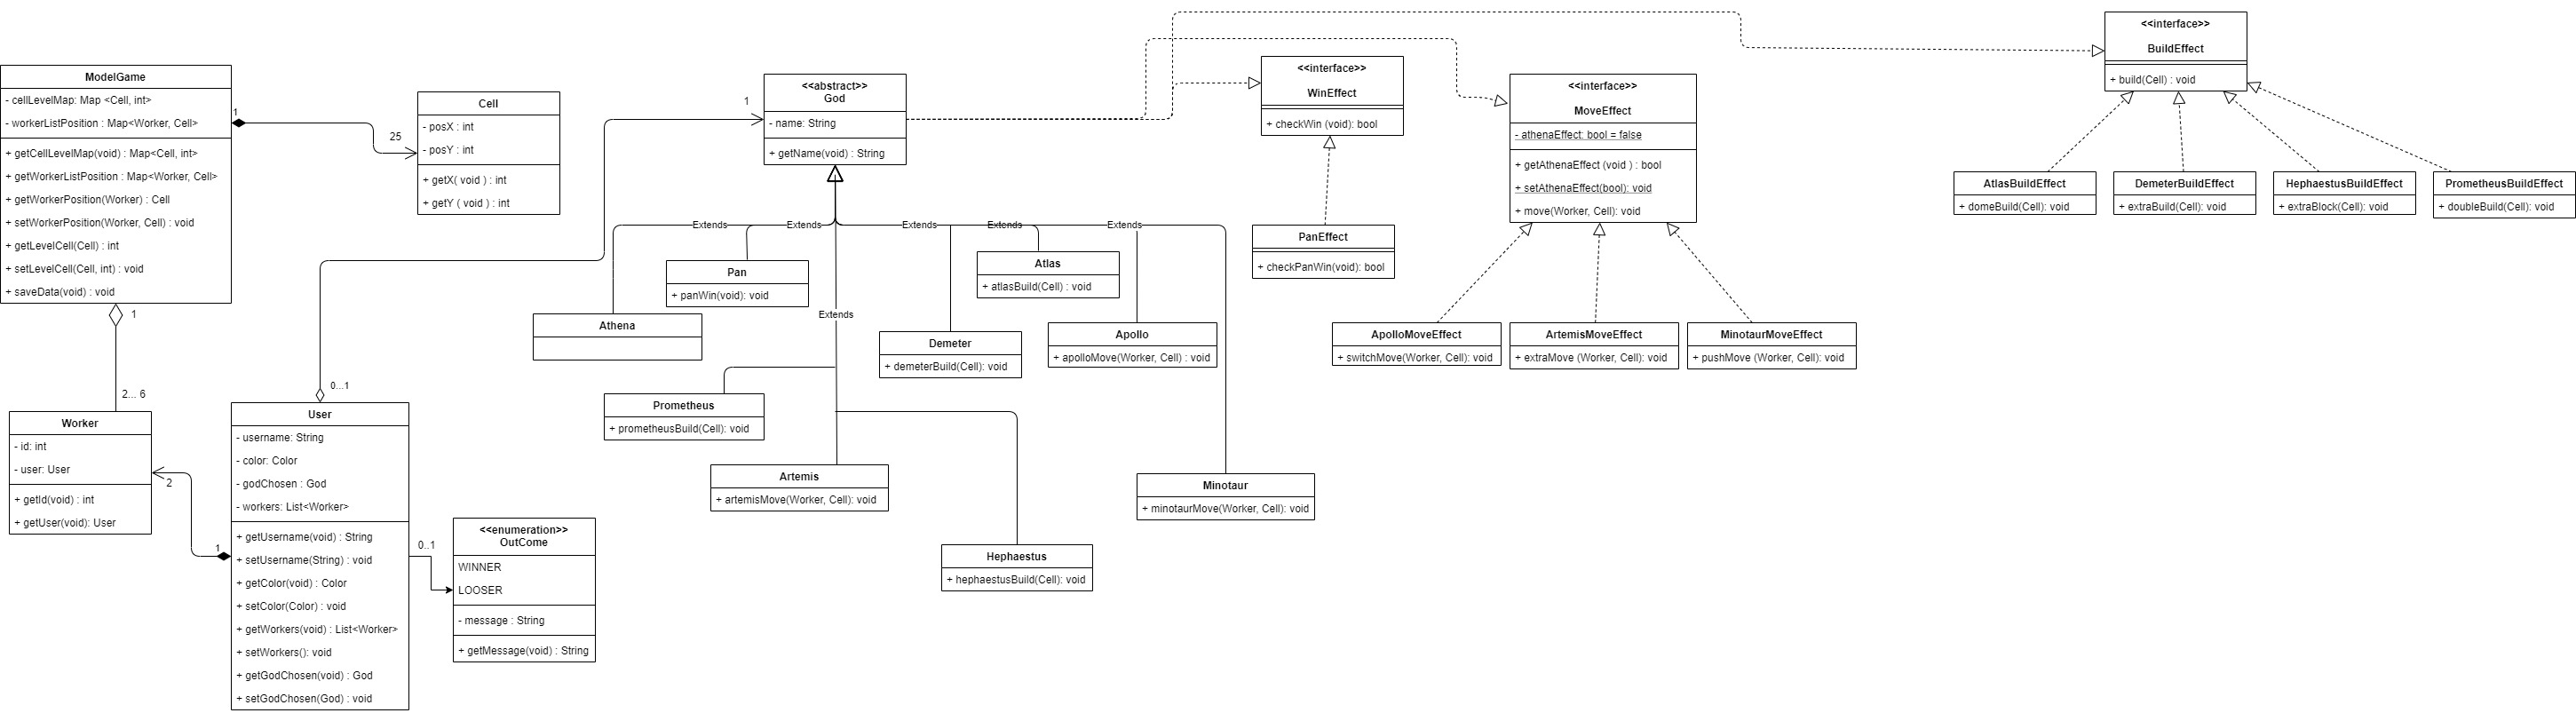 ModelGame
- cellLevelMap: Map <Cell, int>
- workerListPosition : Map<Worker, Cell>
+ getCellLevelMap(void) : Map<Cell, int>
+ getWorkerListPosition : Map<Worker, Cell>
+ getWorkerPosition(Worker) : Cell
+ setWorkerPosition(Worker, Cell) : void
+ getLevelCell(Cell) : int
+ setLevelCell(Cell, int) : void
+ saveData(void) : void
1
25
Cell
- posX : int
- posY : int
+ getX( void ) : int
+ getY ( void ) : int
1
2... 6
Worker
- id: int
- user: User
+ getId(void) : int
+ getUser(void): User
2
1
0...1
User
- username: String
- color: Color
- godChosen : God
- workers: List<Worker>
+ getUsername(void) : String
+ setUsername(String) : void
+ getColor(void) : Color
+ setColor(Color) : void
+ getWorkers(void) : List<Worker>
+ setWorkers(): void
+ getGodChosen(void) : God
+ setGodChosen(God) : void
0..1
<<enumeration>>
OutCome
WINNER
LOOSER
- message : String
+ getMessage(void) : String
1
<<abstract>>
God
- name: String
+ getName(void) : String
Extends
Extends
Extends
Extends
Extends
Extends
Athena
Pan
+ panWin(void): void
Atlas
+ atlasBuild(Cell) : void
Demeter
+ demeterBuild(Cell): void
Apollo
+ apolloMove(Worker, Cell) : void
Prometheus
+ prometheusBuild(Cell): void
Artemis
+ artemisMove(Worker, Cell): void
Minotaur
+ minotaurMove(Worker, Cell): void
Hephaestus
+ hephaestusBuild(Cell): void
<<interface>>
WinEffect
+ checkWin (void): bool
PanEffect
+ checkPanWin(void): bool
<<interface>>
MoveEffect
- athenaEffect: bool = false
+ getAthenaEffect (void ) : bool
+ setAthenaEffect(bool): void
+ move(Worker, Cell): void
ApolloMoveEffect
+ switchMove(Worker, Cell): void
ArtemisMoveEffect
+ extraMove (Worker, Cell): void
MinotaurMoveEffect
+ pushMove (Worker, Cell): void
<<interface>>
BuildEffect
+ build(Cell) : void
AtlasBuildEffect
+ domeBuild(Cell): void
DemeterBuildEffect
+ extraBuild(Cell): void
HephaestusBuildEffect
+ extraBlock(Cell): void
PrometheusBuildEffect
+ doubleBuild(Cell): void